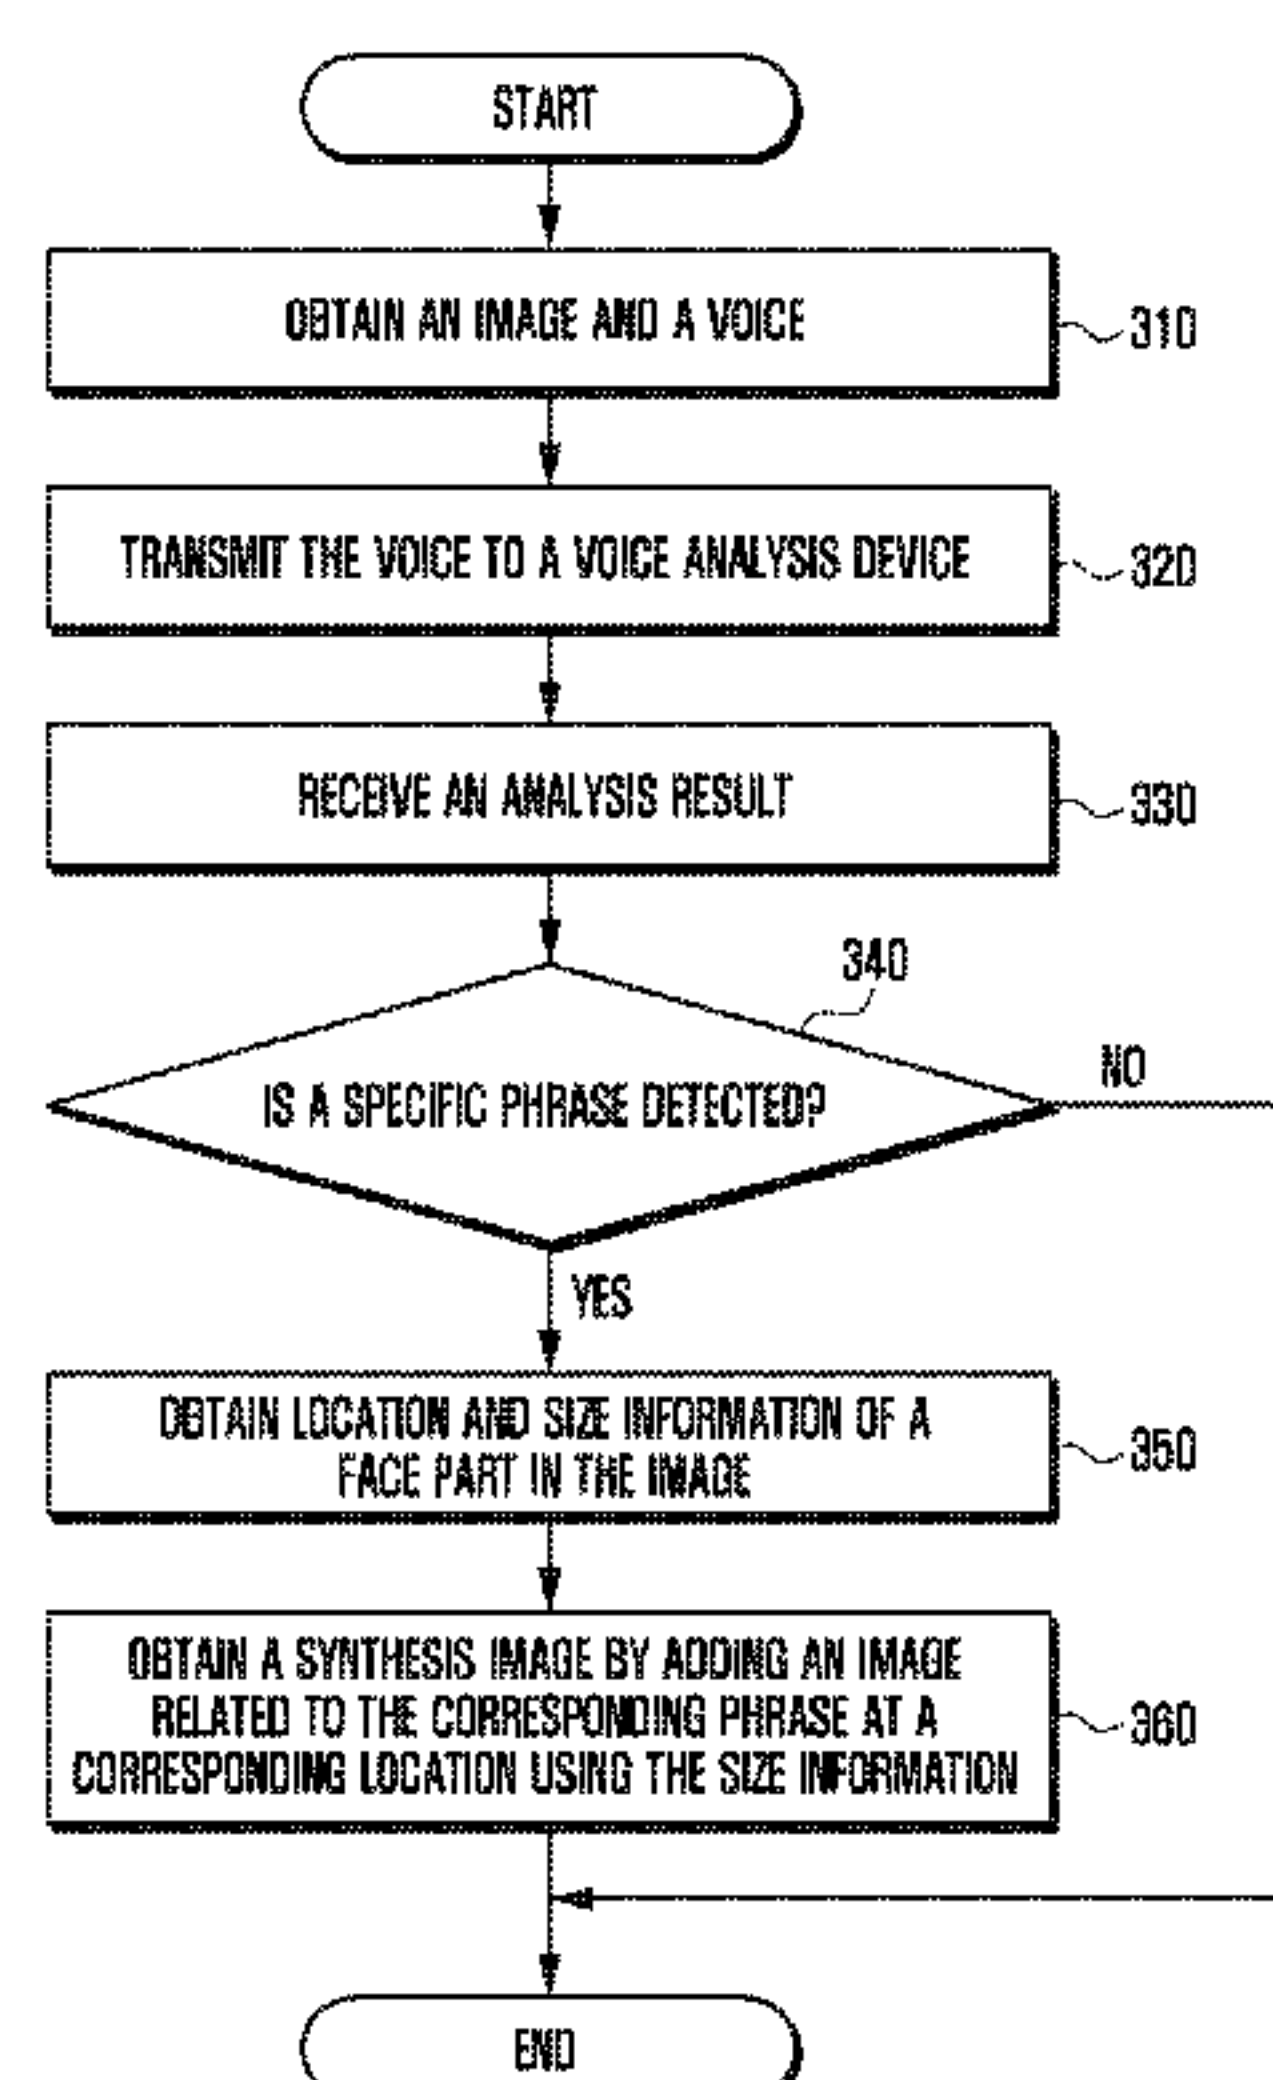 START
OBTAIN AN IMAGE AND A VOICE
310
TRANSMIT THE VOICE TO A VOICE ANALYSIS DEVICE
320
RECEIVE AN ANALYSIS RESULT
330
340
IS A SPECIFIC PHRASE DETECTED?
NO
YES
OBTAIN LOCATION AND SIZE INFORMATION OF A
FACE PART IN THE IMAGE
350
OBTAIN A SYNTHESIS IMAGE BY ADDING AN IMAGE
RELATED TO THE CORRESPONDING PHRASE AT A
CORRESPONDING LOCATION USING THE SIZE INFORMATION
360
END